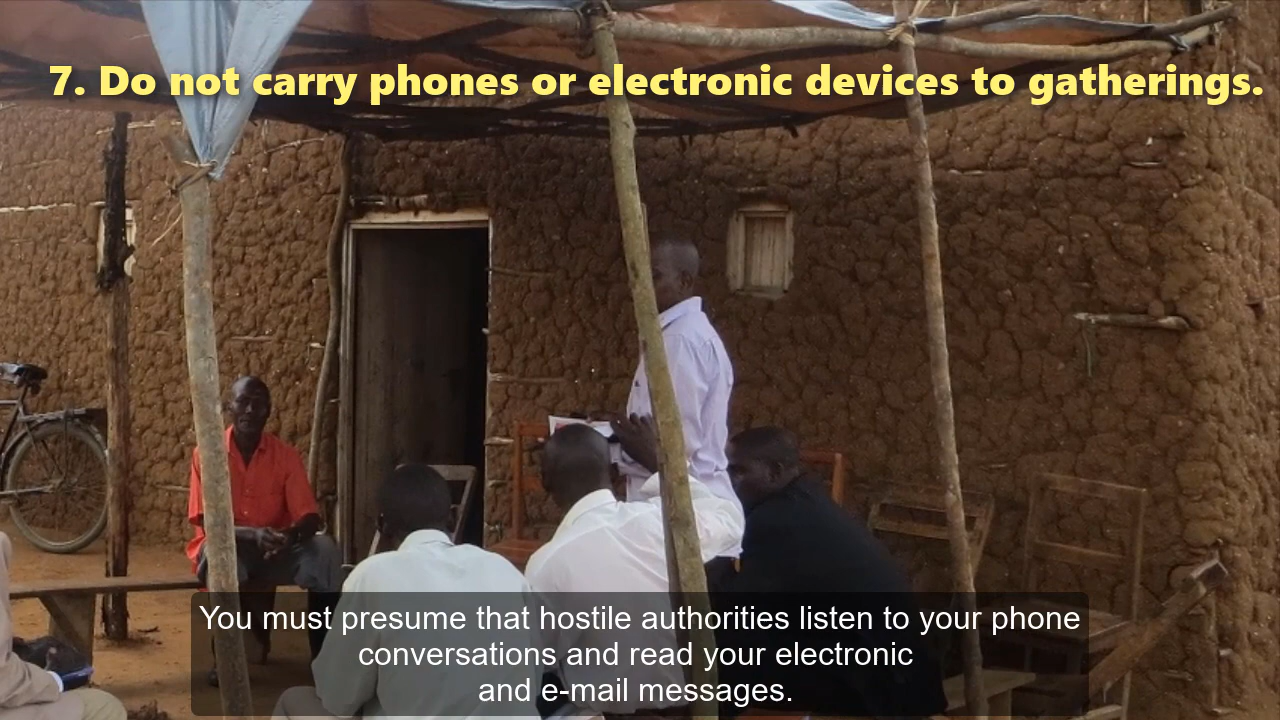 7. Do not carry phones or electronic devices to gatherings.
You must presume that hostile authorities listen to your phone
conversations and read your electronic
and e-mail messages.